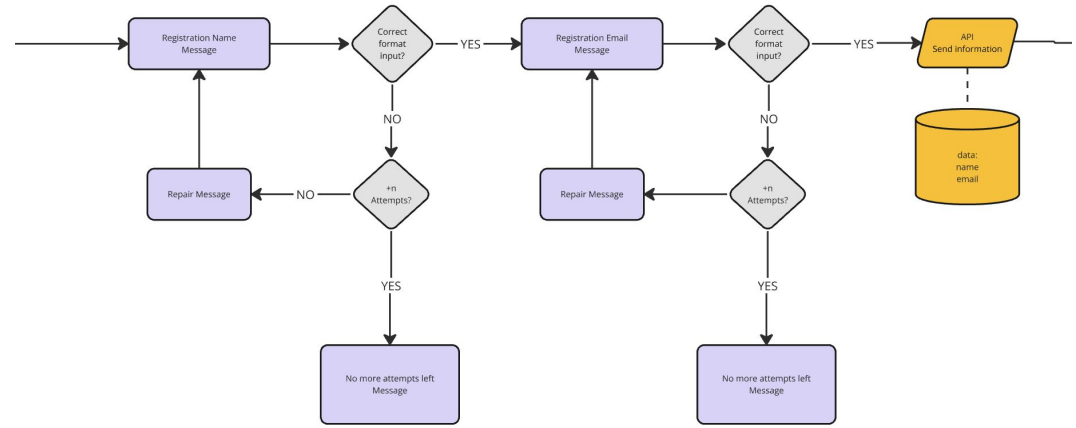 Registration Name
Message
Correct
format
input?
YES
Registration Email
Message
Correct
format
input?
YES
API
Send information
NO
NO
data:
name
email
Repair Message
NO
+n
Attempts?
Repair Message
+n
Attempts?
YES
YES
No more attempts left
Message
No more attempts left
Message